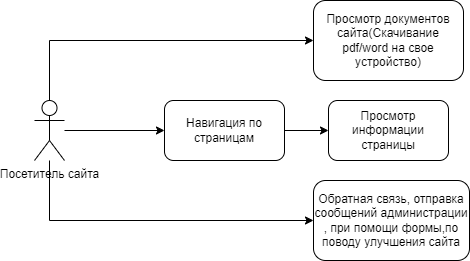 Просмотр документов
сайта(Скачивание
pdf/word на свое
устройство)
Посетитель сайта
Навигация по
страницам
Просмотр
информации
страницы
Обратная связь, отправка
сообщений администрации
, при помощи формы,по
поводу улучшения сайта